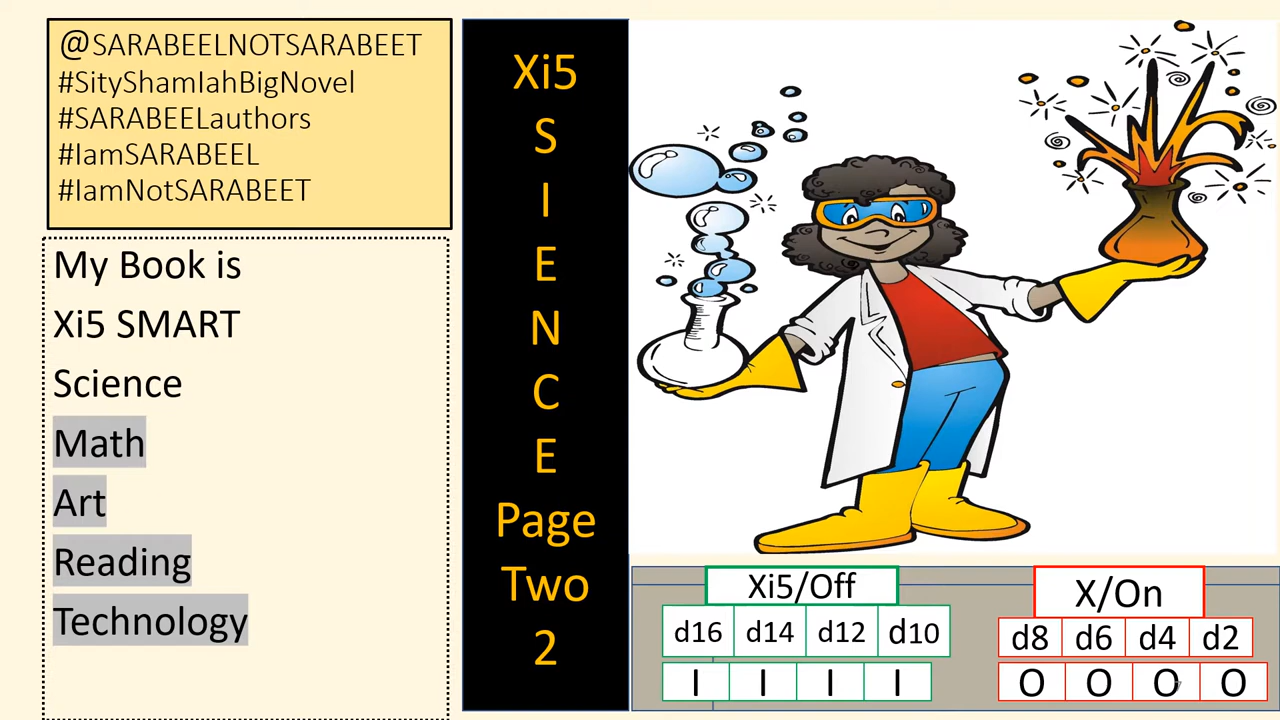 @SARABEELNOTSARABEET
#SityShamIahBigNovel
#SARABEELauthors
#IamSARABEEL
#IamNotSARABEET
My Book is
Xi5 SMART
Science
Math
Art
Reading
Technology
Xi5
S
I
E
N
C
E
Page
Two
2
Xi5/Off
d16 d14 d12 d10
I I I I
X/On
d8 d6 d4 d2
O O O O
7